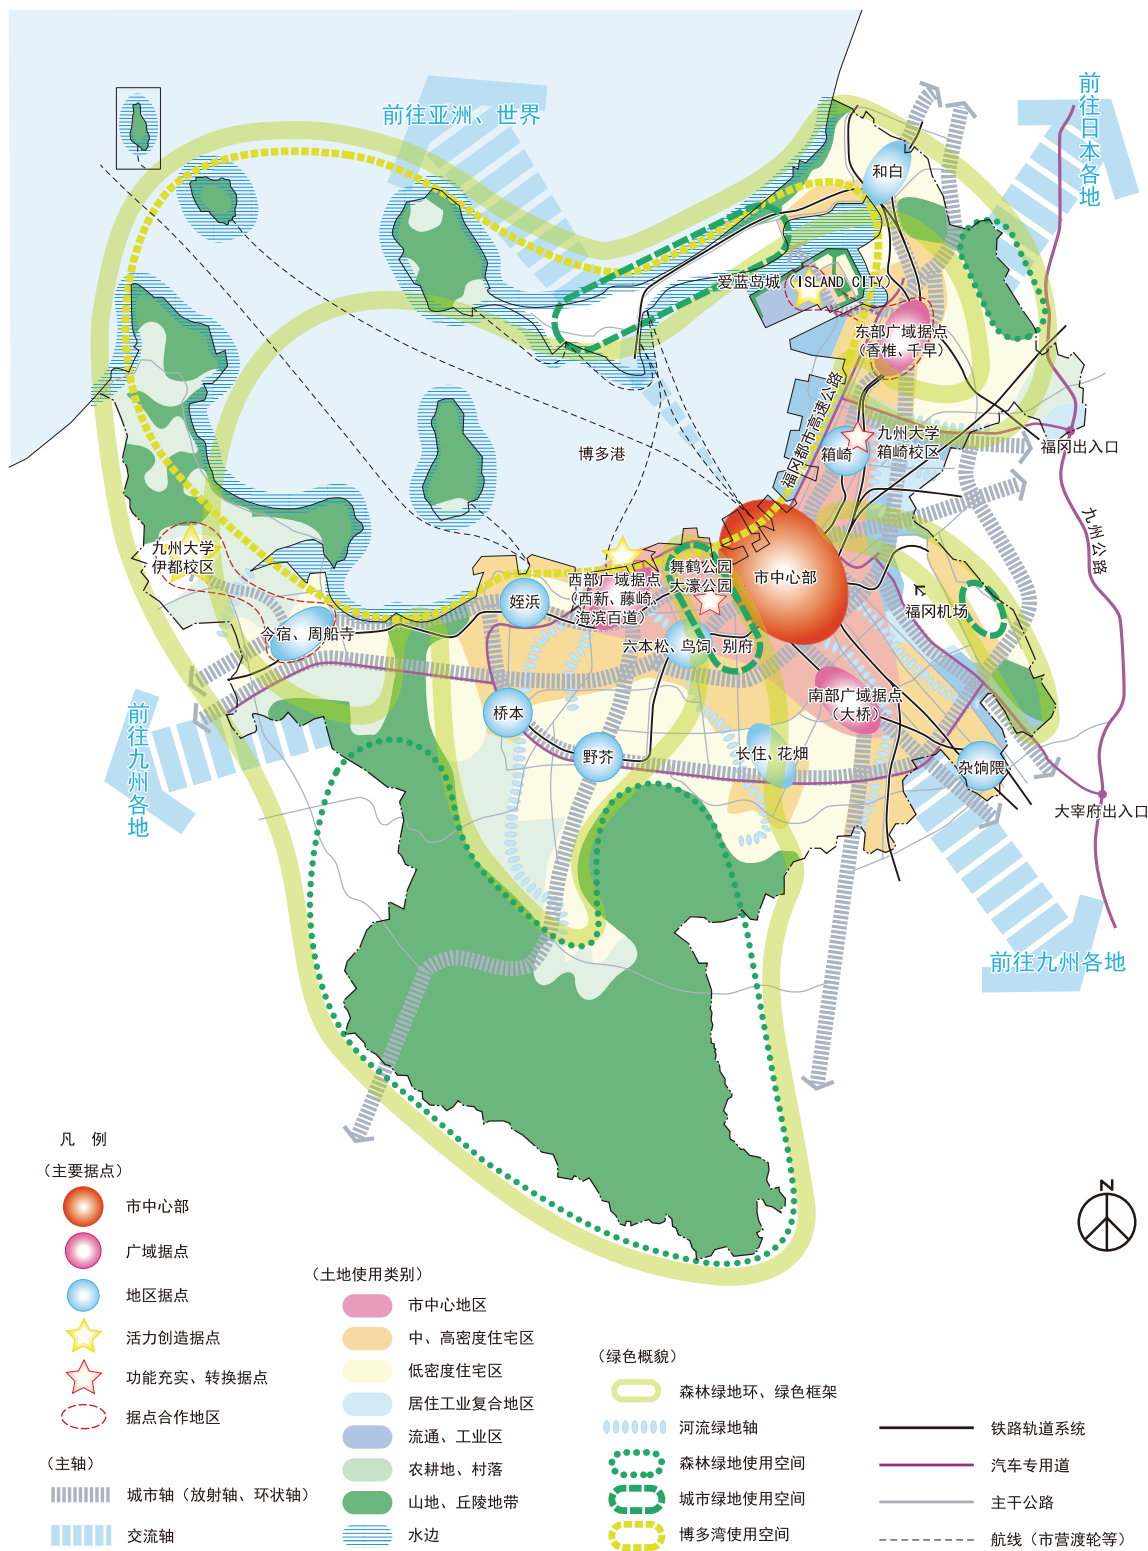 前往亚洲、世界
前往日本各地
和白
爱蓝岛城（ISLAND CITY）
东部广域据点
（香椎、千早）
福冈都市高速公路
九州大学
箱崎校区
箱崎
福冈出入口
博多港
九州公路
九州大学
伊都校区
舞鹤公园
大濠公园
市中心部
西部广域据点
（西新、藤崎、
海滨百道）
姪浜
福冈机场
今宿、周船寺
六本松、鸟饲、别府
南部广域据点
（大桥）
桥本
前往九州各地
野芥
长住、花畑
杂饷隈
大宰府出入口
前往九州各地
凡 例
（主要据点）
市中心部
广域据点
地区据点
活力创造据点
功能充实、转换据点
据点合作地区
（主轴）
城市轴（放射轴、环状轴）
交流轴
（土地使用类别）
市中心地区
中、高密度住宅区
低密度住宅区
居住工业复合地区
流通、工业区
农耕地、村落
山地、丘陵地带
水边
（绿色概貌）
森林绿地环、绿色框架
河流绿地轴
森林绿地使用空间
城市绿地使用空间
博多湾使用空间
铁路轨道系统
汽车专用道
主干公路
航线（市营渡轮等）
N